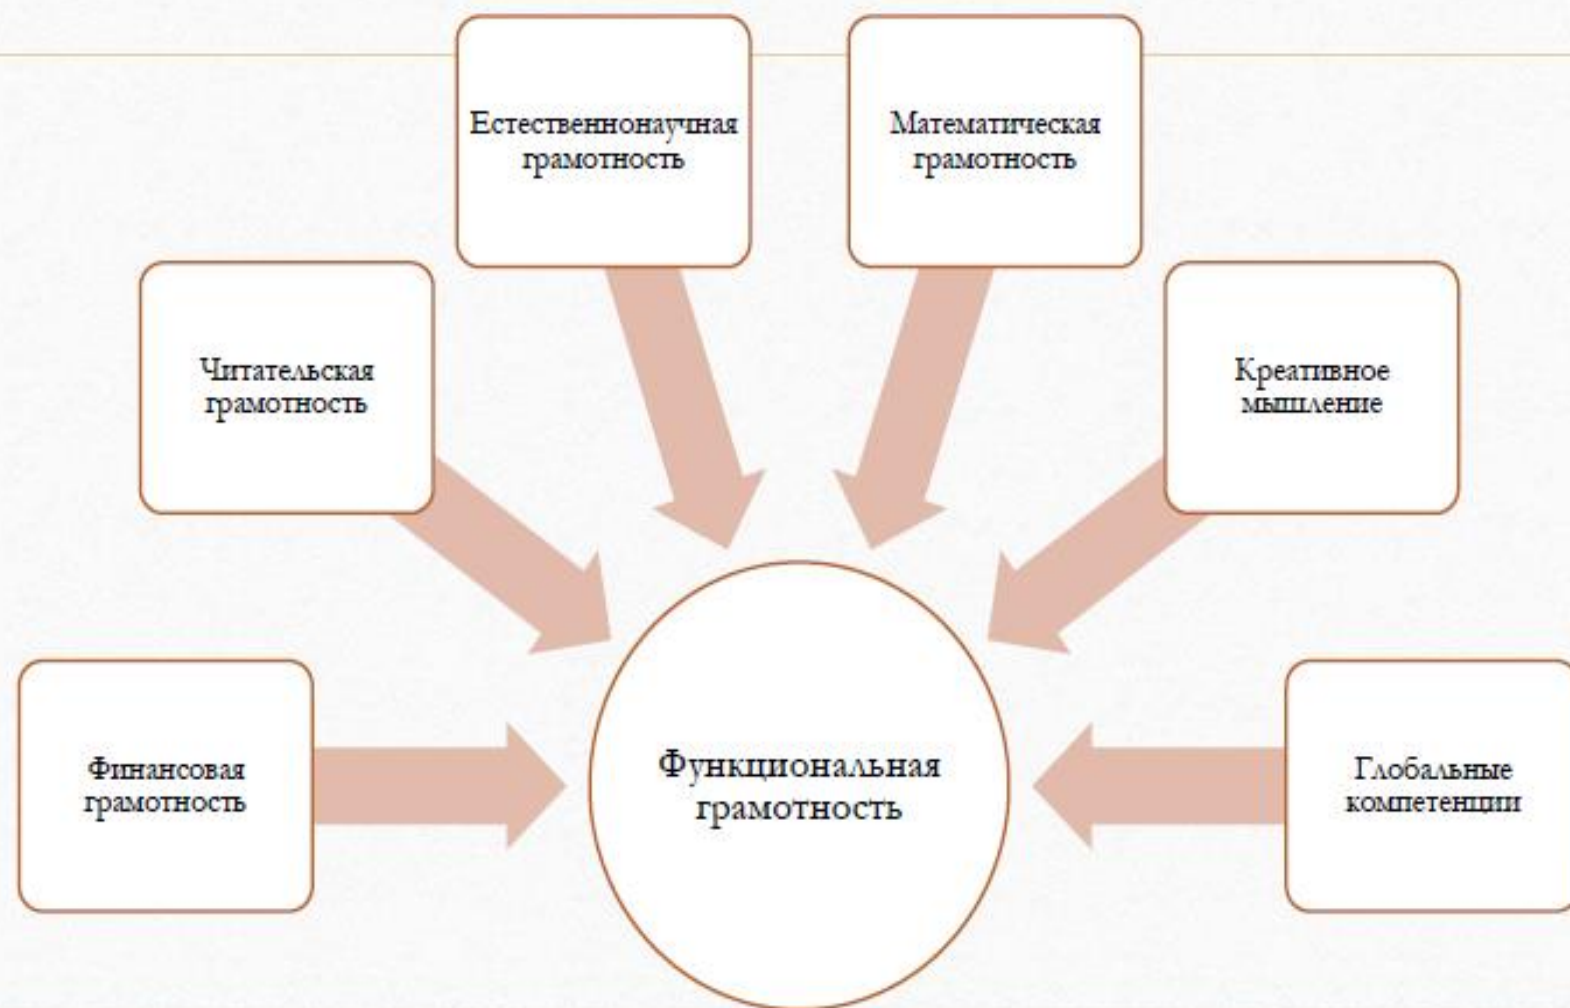 Естественнонаучная
грамотность
Математическая
грамотность
Читательская
грамотность
Креативное
мышление
Финансовая
грамотность
Функциональная
грамотность
Глобальные
компетенции